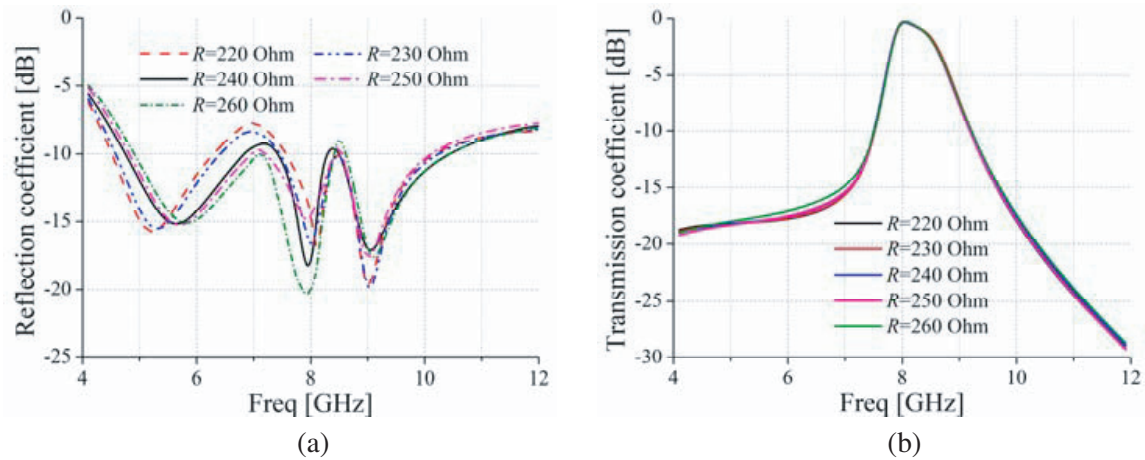 0
-5
-10
-15
-20
-25
Reflection coefficient [dB]
R=220 Ohm
R=230 Ohm
R=240 Ohm
R=250 Ohm
R=260 Ohm
4
6
8
10
12
Freq [GHz]
(a)
0
-5
-10
-15
-20
-25
-30
Transmission coefficient [dB]
R=220 Ohm
R=230 Ohm
R=240 Ohm
R=250 Ohm
R=260 Ohm
4
6
8
10
12
Freq [GHz]
(b)